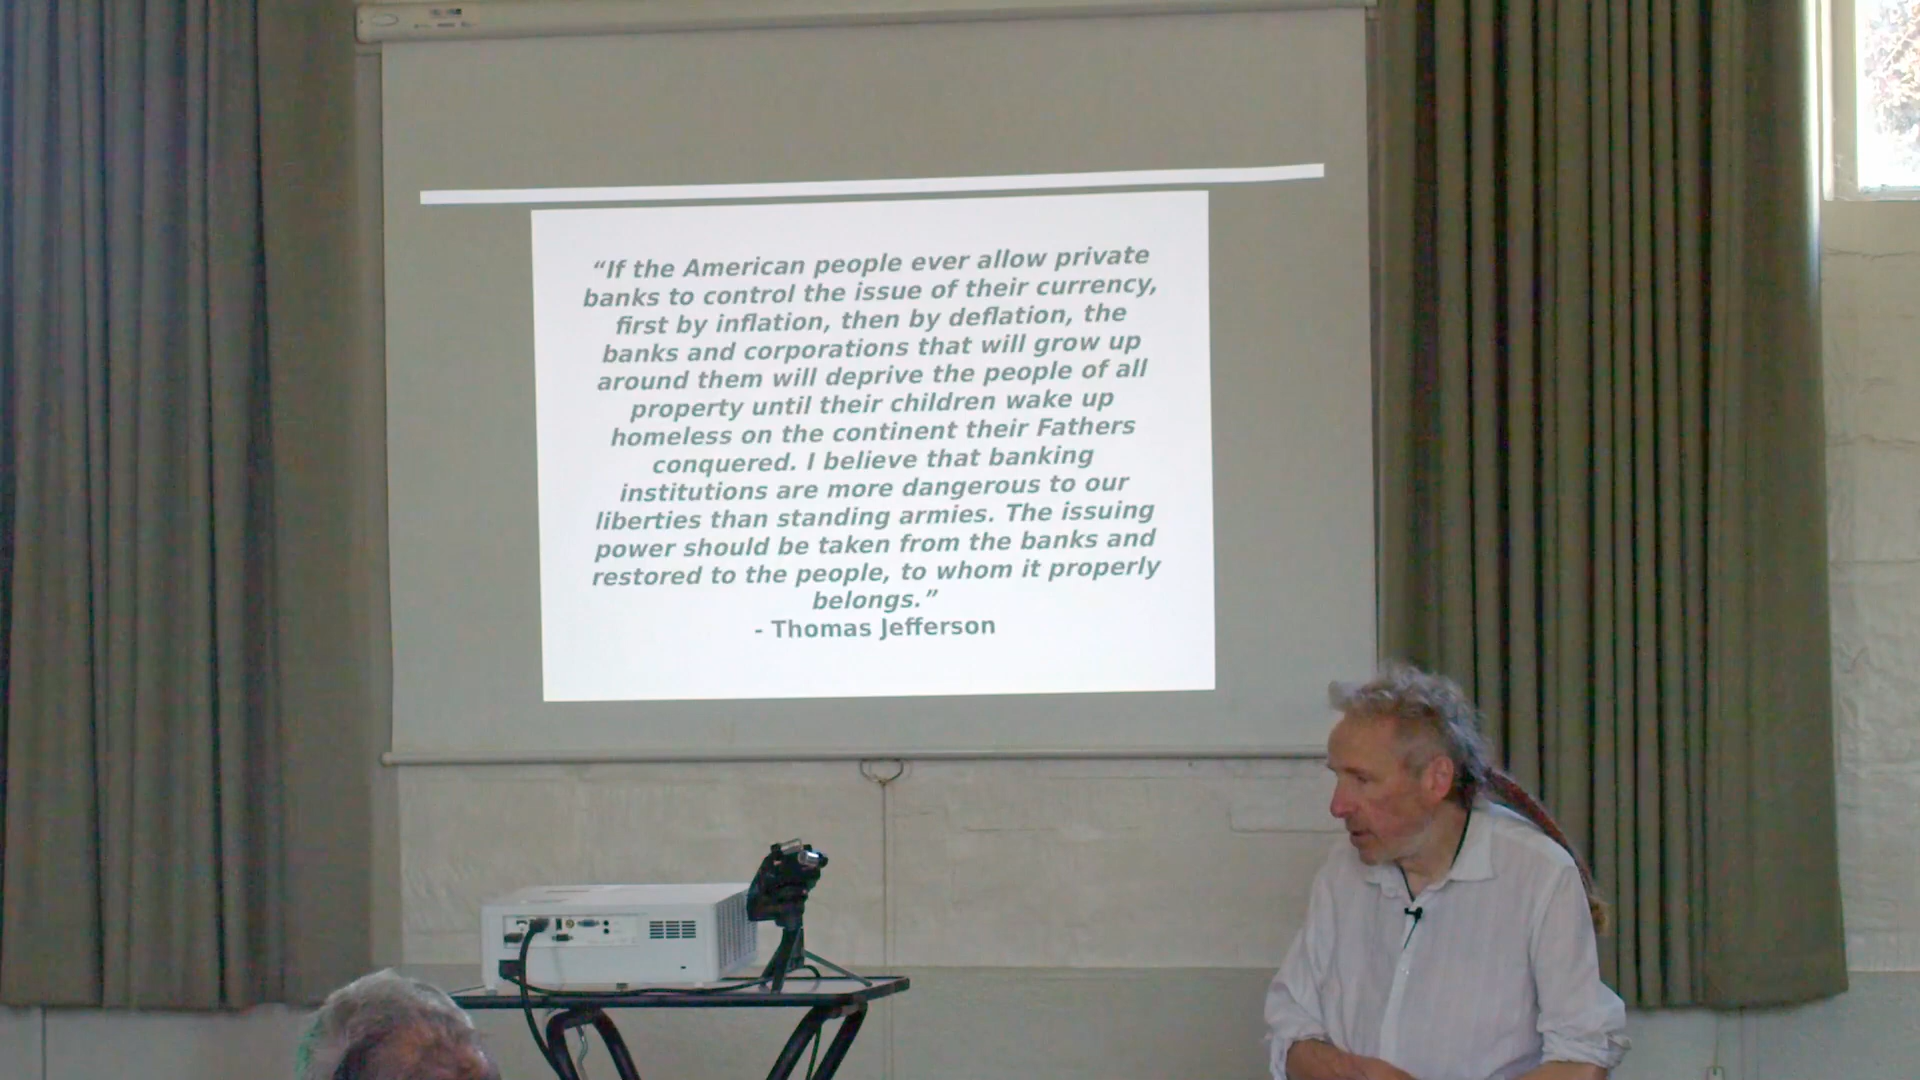 “If the American people ever allow private
banks to control the issue of their currency,
first by inflation, then by deflation, the
banks and corporations that will grow up
around them will deprive the people of all
property until their children wake up
homeless on the continent their Fathers
conquered. I believe that banking
institutions are more dangerous to our
liberties than standing armies. The issuing
power should be taken from the banks and
restored to the people, to whom it properly
belongs.”
- Thomas Jefferson